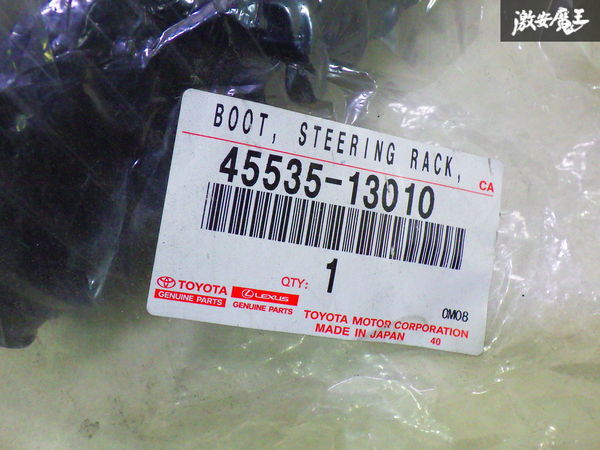 激安魔王
BOOT, STEERING RACK,
CA
45535-13010
QTY: 1
TOYOTA
GENUINE PARTS
LEXUS
GENUINE PARTS
OM08
TOYOTA MOTOR CORPORATION
MADE IN JAPAN 40